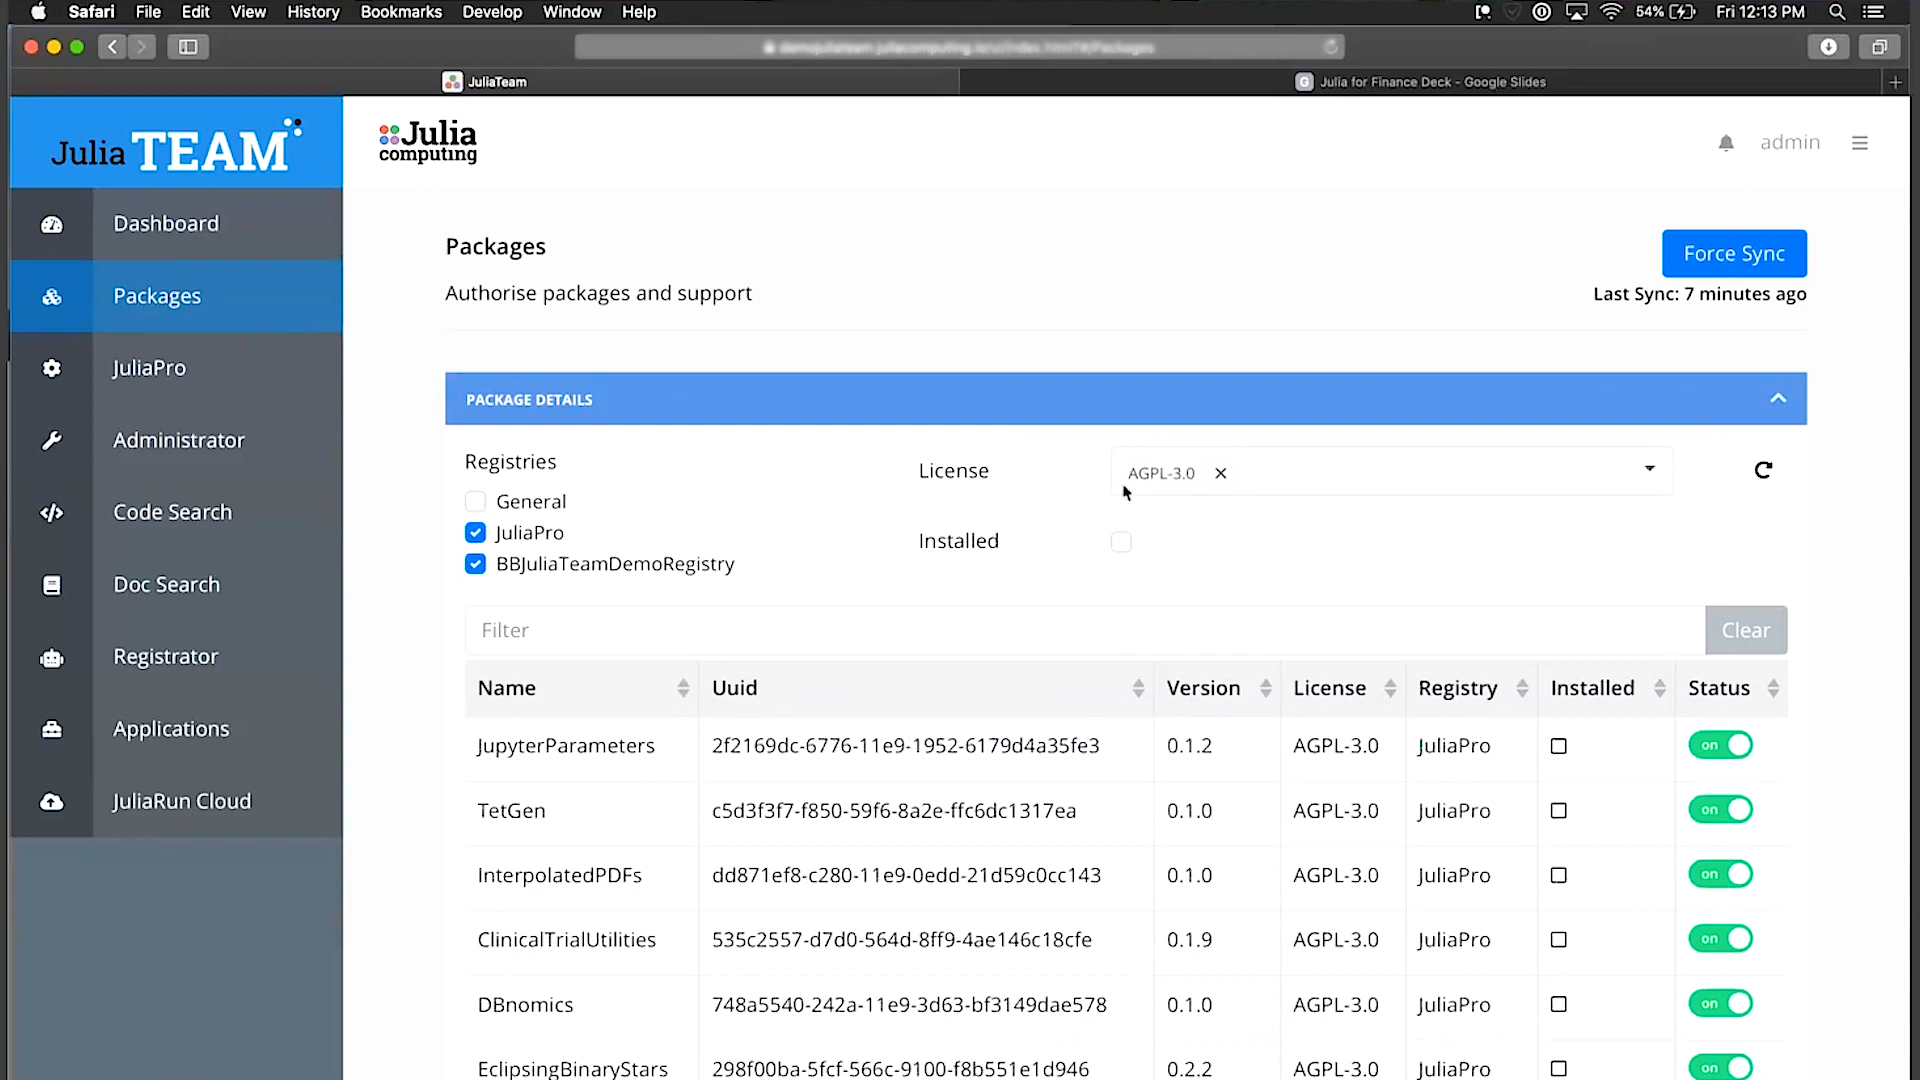 Safari File Edit View History Bookmarks Develop Window Help 54% Fri 12:13 PM
JuliaTeam
G Julia for Finance Deck - Google Slides
Julia TEAM
Julia computing
admin
Dashboard
Packages
JuliaPro
Administrator
Code Search
Doc Search
Registrator
Applications
JuliaRun Cloud
Packages
Force Sync
Authorise packages and support
Last Sync: 7 minutes ago
PACKAGE DETAILS
Registries
General
JuliaPro
BBJuliaTeamDemoRegistry
License AGPL-3.0
Installed
Filter Clear
Name Uuid Version License Registry Installed Status
JupyterParameters 2f2169dc-6776-11e9-1952-6179d4a35fe3 0.1.2 AGPL-3.0 JuliaPro on
TetGen c5d3f3f7-f850-59f6-8a2e-ffc6dc1317ea 0.1.0 AGPL-3.0 JuliaPro on
InterpolatedPDFs dd871ef8-c280-11e9-0edd-21d59c0cc143 0.1.0 AGPL-3.0 JuliaPro on
ClinicalTrialUtilities 535c2557-d7d0-564d-8ff9-4ae146c18cfe 0.1.9 AGPL-3.0 JuliaPro on
DBnomics 748a5540-242a-11e9-3d63-bf3149dae578 0.1.0 AGPL-3.0 JuliaPro on
EclipsingBinaryStars 298f00ba-5fcf-566c-9100-f8b551e1d946 0.2.2 AGPL-3.0 JuliaPro on